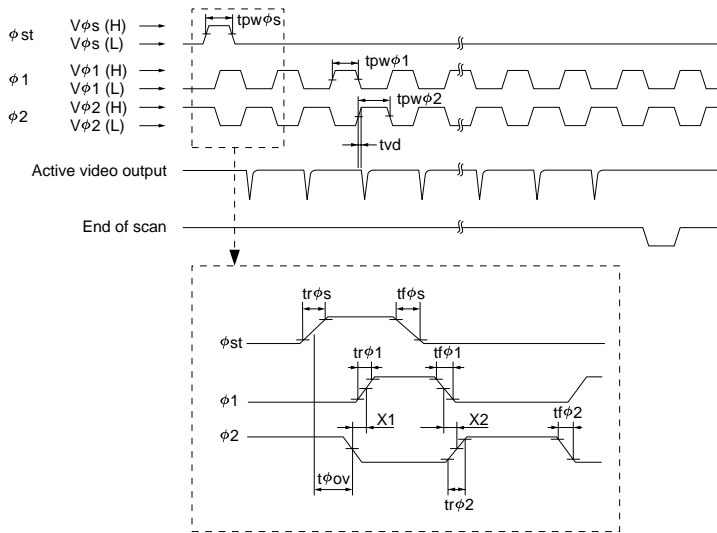 tpwφs
φst
Vφs (H)
Vφs (L)
tpwφ1
φ1
Vφ1 (H)
Vφ1 (L)
tpwφ2
φ2
Vφ2 (H)
Vφ2 (L)
tvd
Active video output
End of scan
trφs
tfφs
φst
trφ1
tfφ1
φ1
X1
X2
tfφ2
φ2
tφov
trφ2